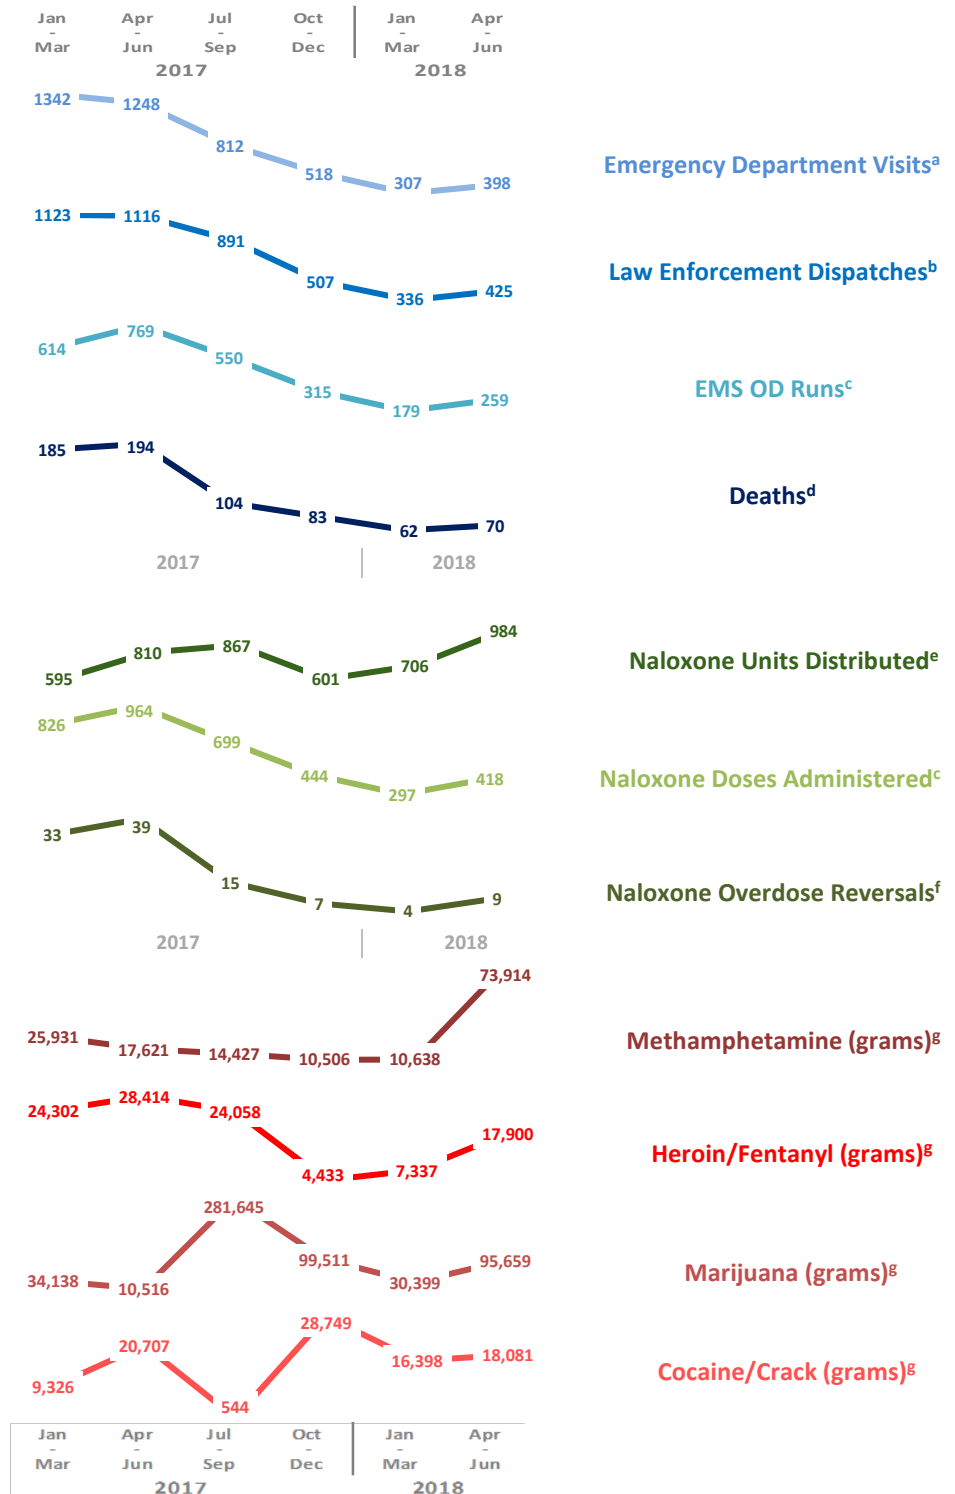 Jan Apr Jul Oct Jan Apr
- - - - - -
Mar Jun Sep Dec Mar Jun
2017 2018
1342 1248 812 518 307 398 Emergency Department Visitsᵃ
1123 1116 891 507 336 425 Law Enforcement Dispatchesᵇ
614 769 550 315 179 259 EMS OD Runsᶜ
185 194 104 83 62 70 Deathsᵈ
2017 2018
595 810 867 601 706 984 Naloxone Units Distributedᵉ
826 964 699 444 297 418 Naloxone Doses Administeredᶜ
33 39 15 7 4 9 Naloxone Overdose Reversalsᶠ
2017 2018
25,931 17,621 14,427 10,506 10,638 73,914 Methamphetamine (grams)ᵍ
24,302 28,414 24,058 4,433 7,337 17,900 Heroin/Fentanyl (grams)ᵍ
34,138 10,516 281,645 99,511 30,399 95,659 Marijuana (grams)ᵍ
9,326 20,707 544 28,749 16,398 18,081 Cocaine/Crack (grams)ᵍ
Jan Apr Jul Oct Jan Apr
- - - - - -
Mar Jun Sep Dec Mar Jun
2017 2018